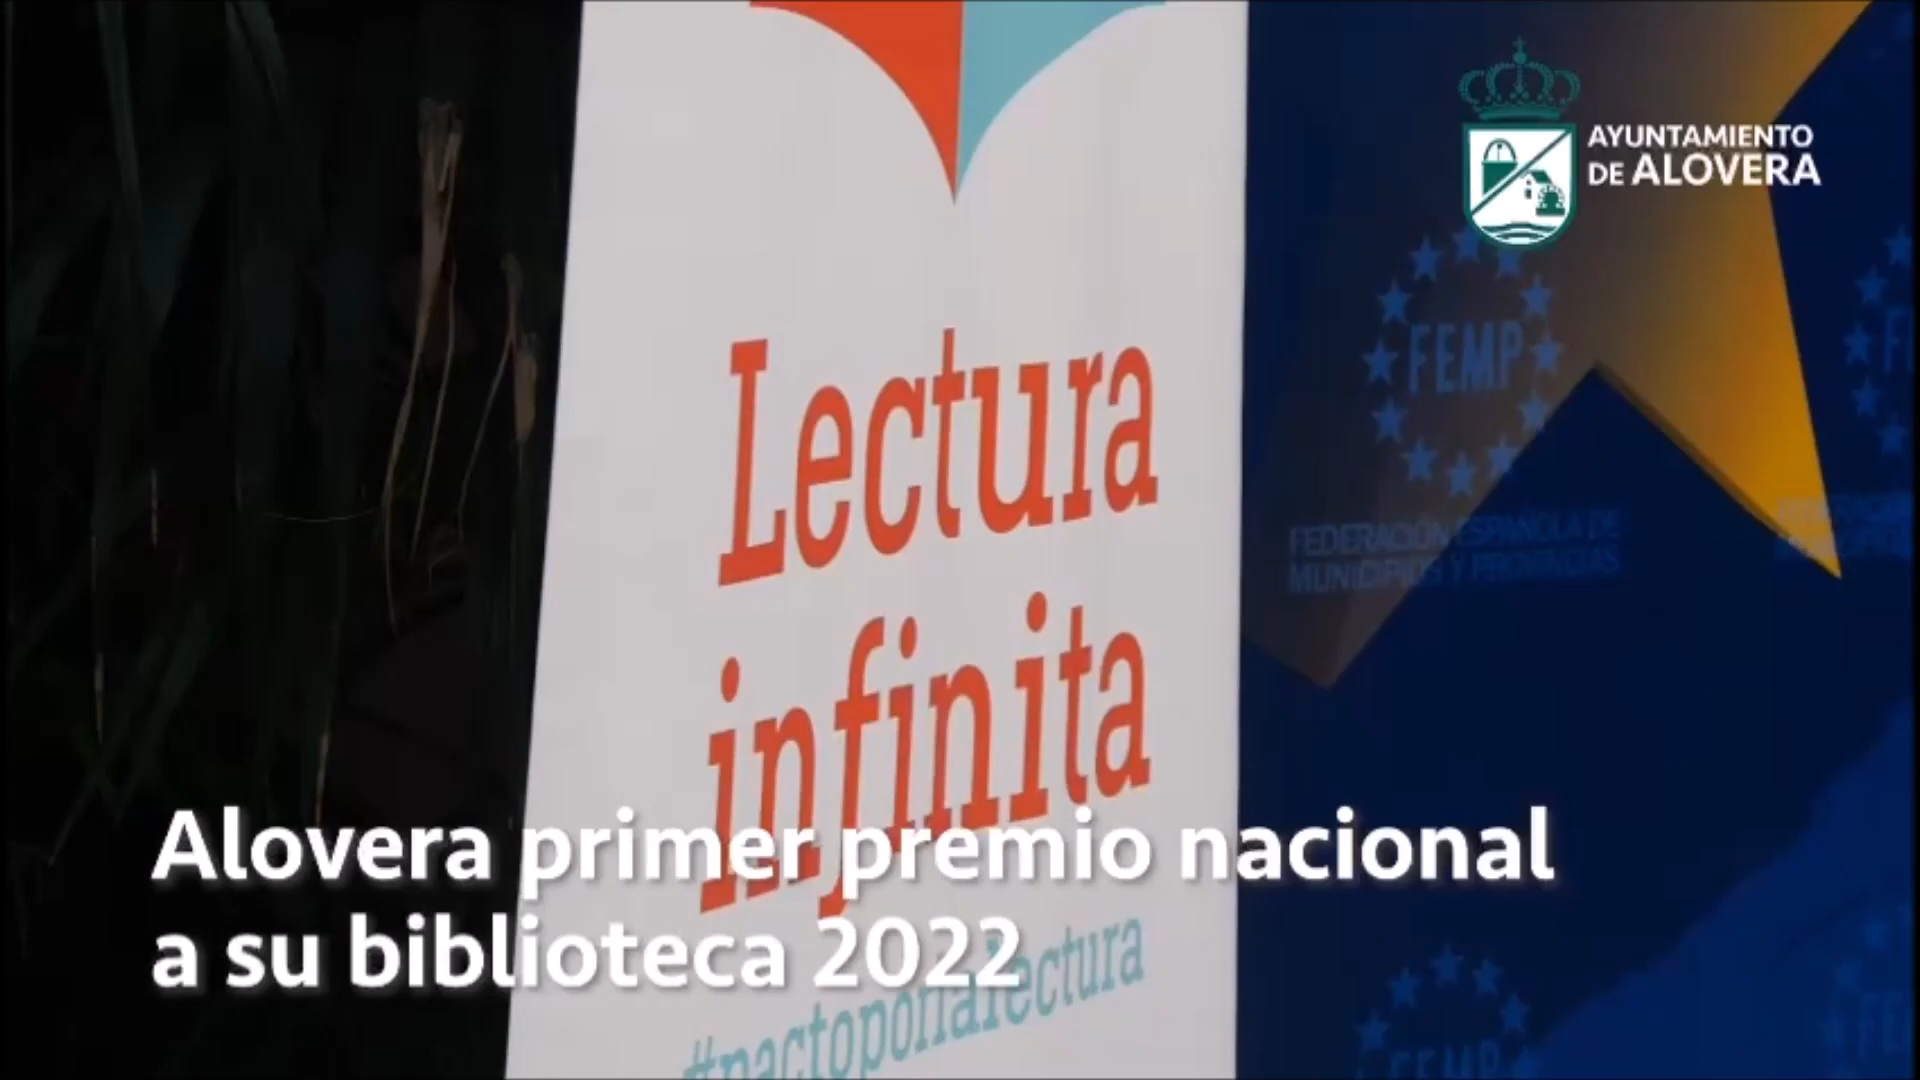 AYUNTAMIENTO
DE ALOVERA
FEMP
FEDERACIÓN ESPAÑOLA DE
MUNICIPIOS Y PROVINCIAS
Lectura
infinita
#pactoporlalectura
Alovera primer premio nacional
a su biblioteca 2022
FEMP